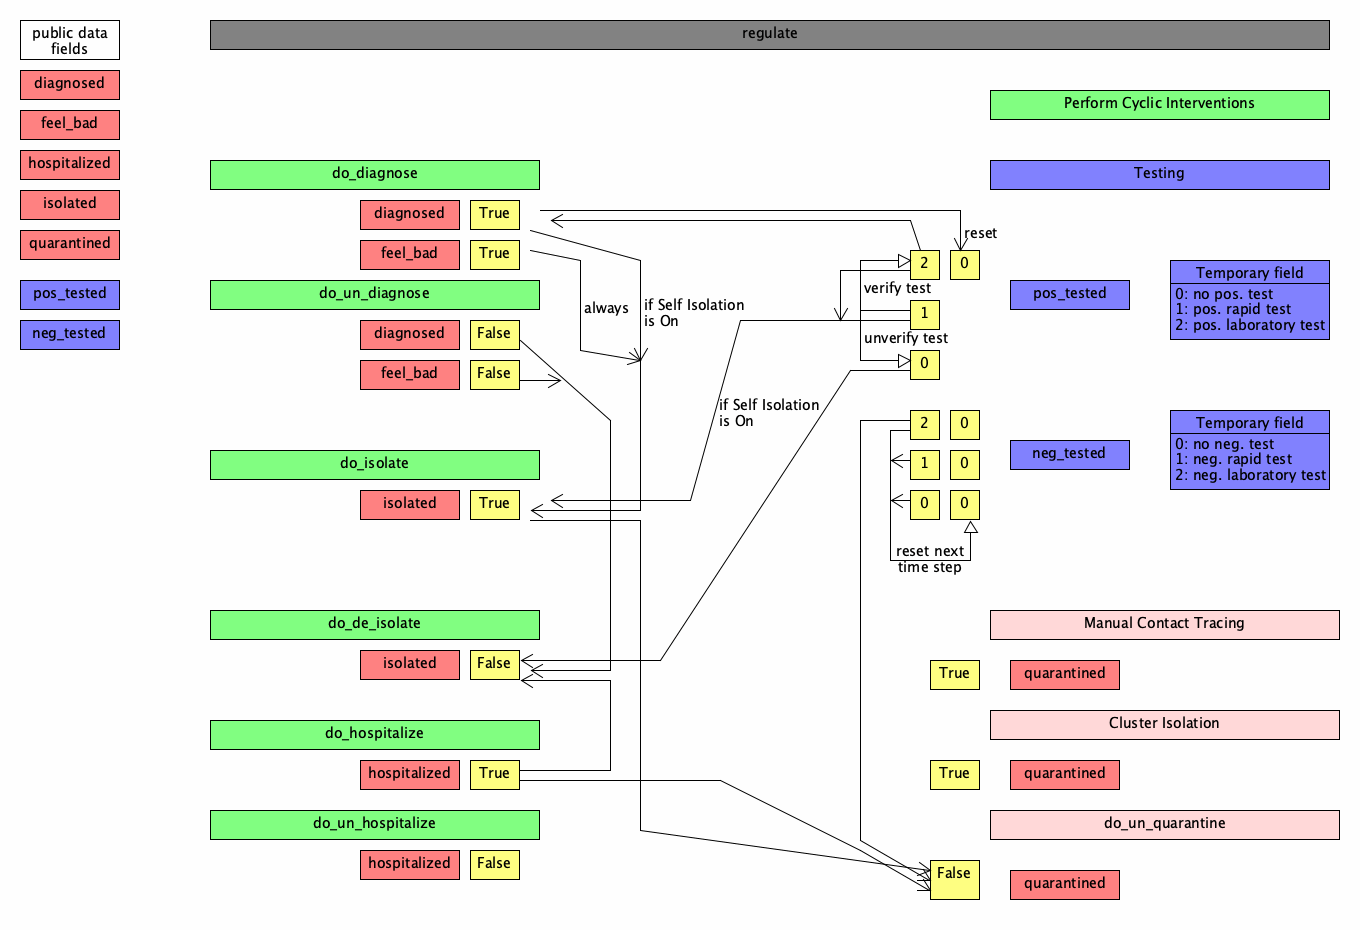 public data
fields
regulate
diagnosed
Perform Cyclic Interventions
feel_bad
hospitalized
do_diagnose
Testing
isolated
diagnosed
True
quarantined
reset
feel_bad
True
2
0
Temporary field
0: no pos. test
1: pos. rapid test
2: pos. laboratory test
pos_tested
do_un_diagnose
verify test
pos_tested
always
if Self Isolation
is On
1
neg_tested
diagnosed
False
unverify test
feel_bad
False
0
if Self Isolation
is On
2
0
Temporary field
0: no neg. test
1: neg. rapid test
2: neg. laboratory test
neg_tested
do_isolate
1
0
isolated
True
0
0
reset next
time step
do_de_isolate
Manual Contact Tracing
isolated
False
True
quarantined
do_hospitalize
Cluster Isolation
hospitalized
True
True
quarantined
do_un_hospitalize
do_un_quarantine
hospitalized
False
False
quarantined